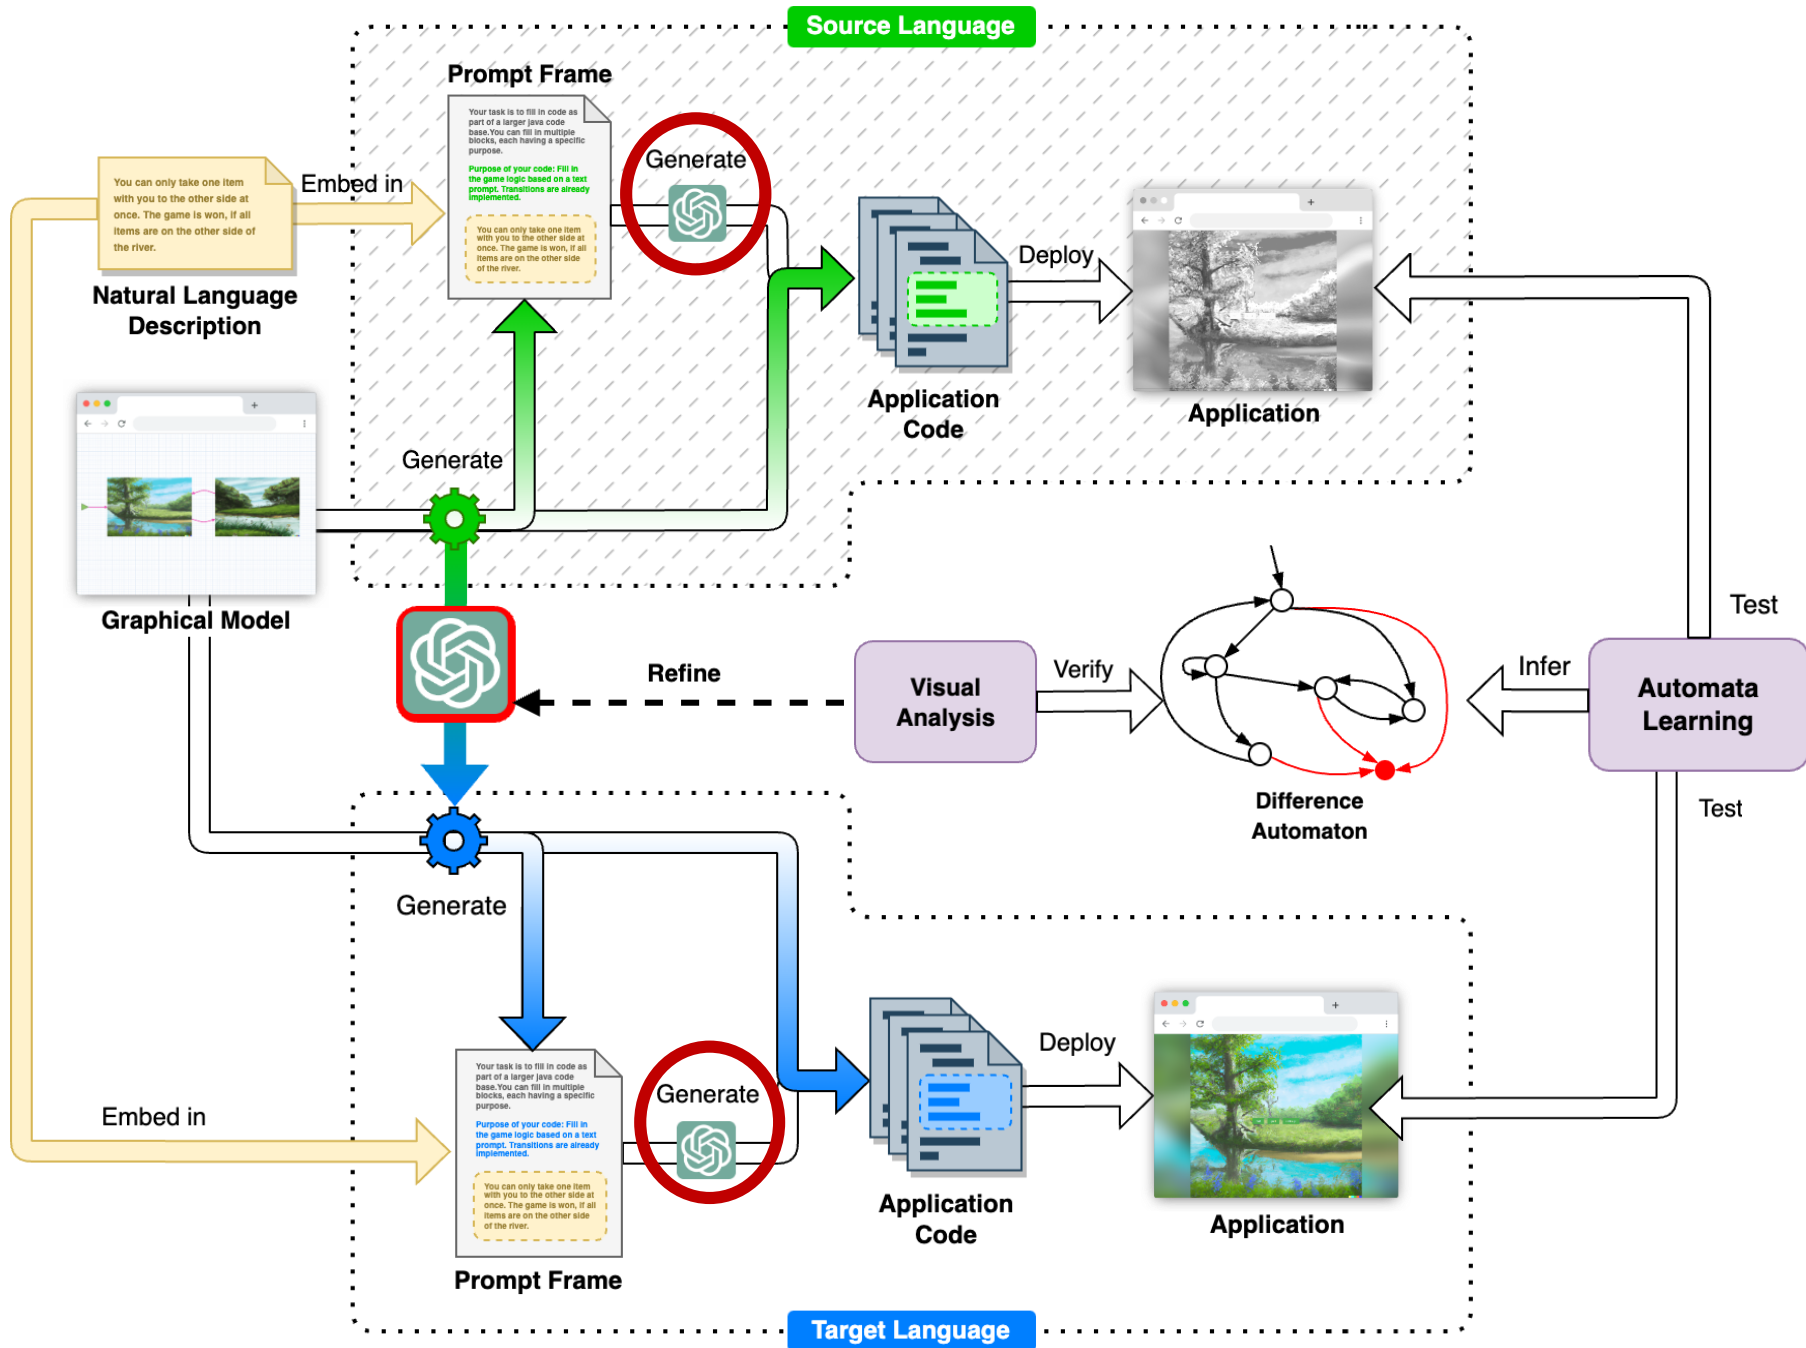 Source Language
Prompt Frame
Your task is to fill in code as
part of a larger java code
base.You can fill in multiple
blocks, each having a specific
purpose.
Purpose of your code: Fill in
the game logic based on a text
prompt. Transitions are already
implemented.
You can only take one item
with you to the other side at
once. The game is won, if all
items are on the other side
of the river.
Generate
You can only take one item
with you to the other side at
once. The game is won, if all
items are on the other side of
the river.
Embed in
Natural Language
Description
Deploy
Application
Code
Application
Generate
Graphical Model
Refine
Visual
Analysis
Verify
Infer
Test
Automata
Learning
Test
Difference
Automaton
Generate
Embed in
Your task is to fill in code as
part of a larger java code
base.You can fill in multiple
blocks, each having a specific
purpose.
Purpose of your code: Fill in
the game logic based on a text
prompt. Transitions are already
implemented.
You can only take one item
with you to the other side at
once. The game is won, if all
items are on the other side
of the river.
Prompt Frame
Generate
Deploy
Application
Code
Application
Target Language